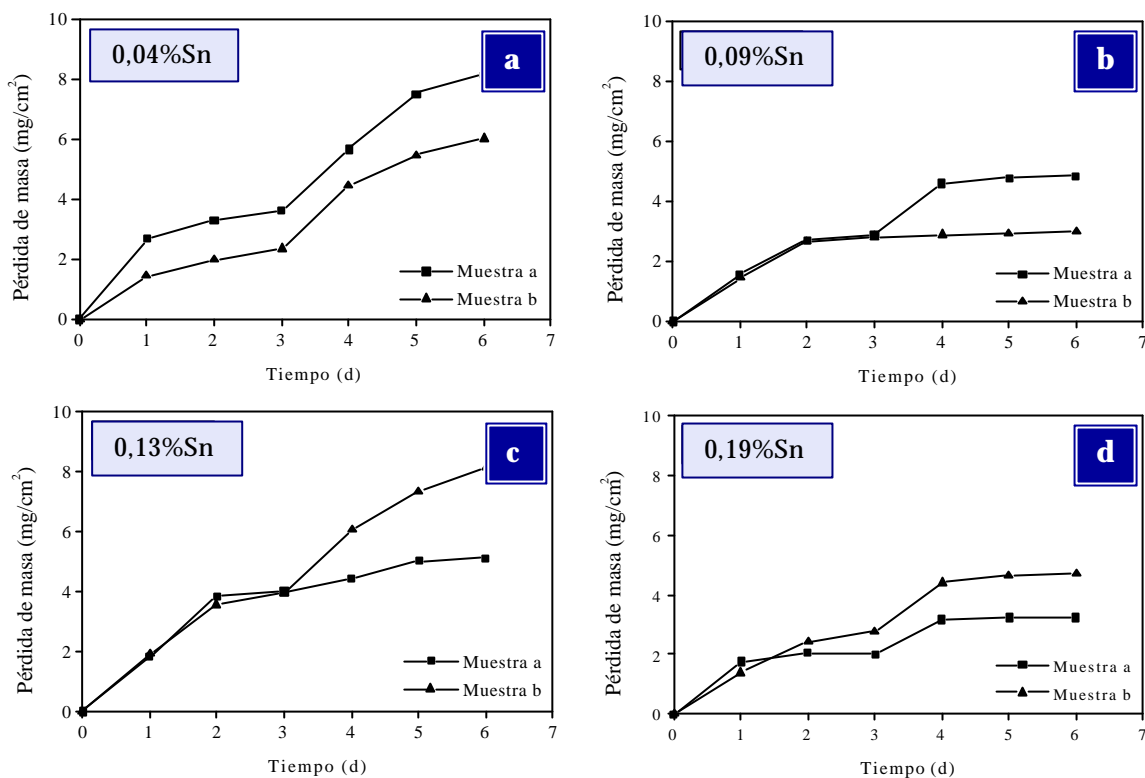 0,04%Sn
a
Pérdida de masa (mg/cm²)
10
8
6
4
2
0
Muestra a
Muestra b
0 1 2 3 4 5 6 7
Tiempo (d)
0,09%Sn
b
Pérdida de masa (mg/cm²)
10
8
6
4
2
0
Muestra a
Muestra b
0 1 2 3 4 5 6 7
Tiempo (d)
0,13%Sn
c
Pérdida de masa (mg/cm²)
10
8
6
4
2
0
Muestra a
Muestra b
0 1 2 3 4 5 6 7
Tiempo (d)
0,19%Sn
d
Pérdida de masa (mg/cm²)
10
8
6
4
2
0
Muestra a
Muestra b
0 1 2 3 4 5 6 7
Tiempo (d)